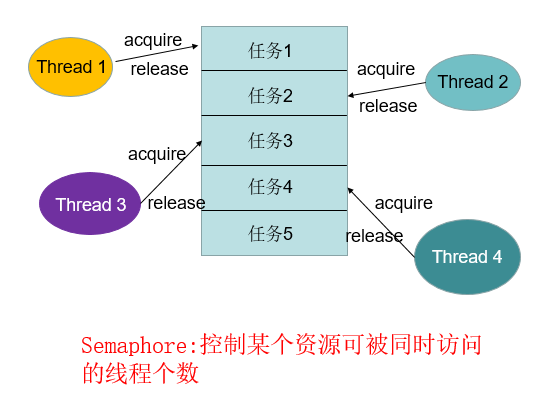 acquire
Thread 1
release
任务1
acquire
Thread 2
任务2
release
acquire
任务3
Thread 3
release
任务4
acquire
release
任务5
Thread 4
Semaphore:控制某个资源可被同时访问
的线程个数